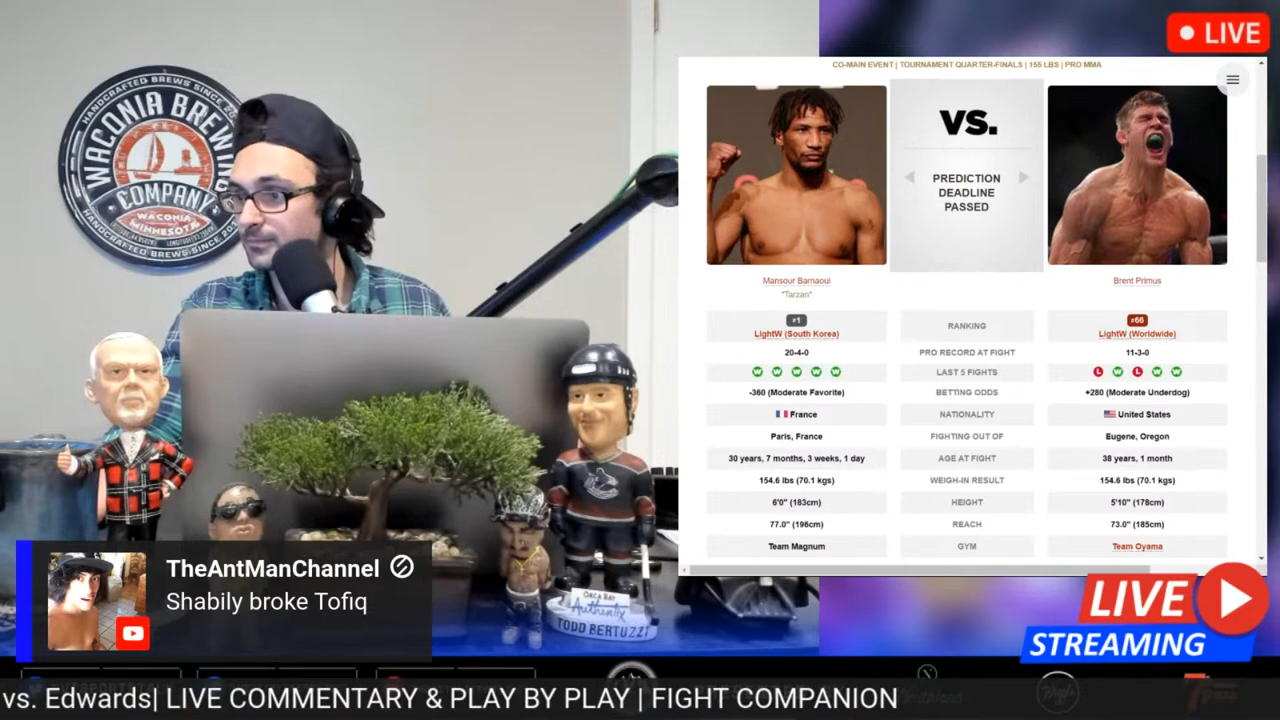 LIVE
CO-MAIN EVENT | TOURNAMENT QUARTER-FINALS | 155 LBS | PRO MMA
HANDCRAFTED BREWS SINCE
WACONIA BREWING
COMPANY
WACONIA
MINNESOTA
HANDCRAFTED BREWS SINCE
VS.
PREDICTION
DEADLINE
PASSED
Mansour Barnaoui
"Tarzan"
Brent Primus
#1
LightW (South Korea)
RANKING
#66
LightW (Worldwide)
20-4-0
PRO RECORD AT FIGHT
11-3-0
W W W W W
LAST 5 FIGHTS
L W L W W
-360 (Moderate Favorite)
BETTING ODDS
+280 (Moderate Underdog)
France
NATIONALITY
United States
Paris, France
FIGHTING OUT OF
Eugene, Oregon
30 years, 7 months, 3 weeks, 1 day
AGE AT FIGHT
38 years, 1 month
154.6 lbs (70.1 kgs)
WEIGH-IN RESULT
154.6 lbs (70.1 kgs)
6'0" (183cm)
HEIGHT
5'10" (178cm)
77.0" (196cm)
REACH
73.0" (185cm)
Team Magnum
GYM
Team Oyama
TheAntManChannel
Shabily broke Tofiq
ORCA BAY
Authentix
TODD BERTUZZI
LIVE
STREAMING
vs. Edwards| LIVE COMMENTARY & PLAY BY PLAY | FIGHT COMPANION